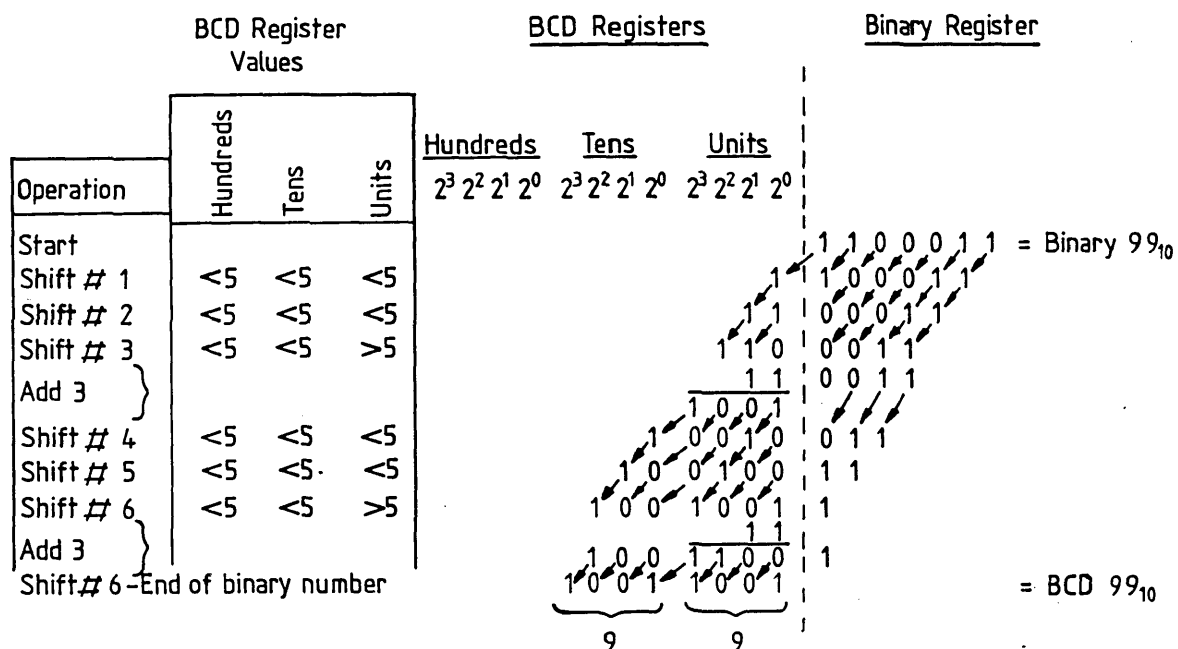 BCD Register Values
BCD Registers
Binary Register
Operation
Hundreds
Tens
Units
Hundreds Tens Units
2³ 2² 2¹ 2⁰ 2³ 2² 2¹ 2⁰ 2³ 2² 2¹ 2⁰
Start 1 1 0 0 0 1 1 = Binary 99₁₀
Shift # 1 <5 <5 <5 1 1 0 0 0 1 1
Shift # 2 <5 <5 <5 1 1 0 0 0 1 1
Shift # 3 <5 <5 >5 1 1 0 0 0 1 1
Add 3 } 1 1 0 0 1 1
1 0 0 1
Shift # 4 <5 <5 <5 1 0 0 1 0 0 1 1
Shift # 5 <5 <5. <5 1 0 0 1 0 0 1 1
Shift # 6 <5 <5 >5 1 0 0 1 0 0 1 1
1 1
Add 3 } 1 0 0 1 1 0 0 1
Shift # 6-End of binary number 1 0 0 1 1 0 0 1 = BCD 99₁₀
9 9